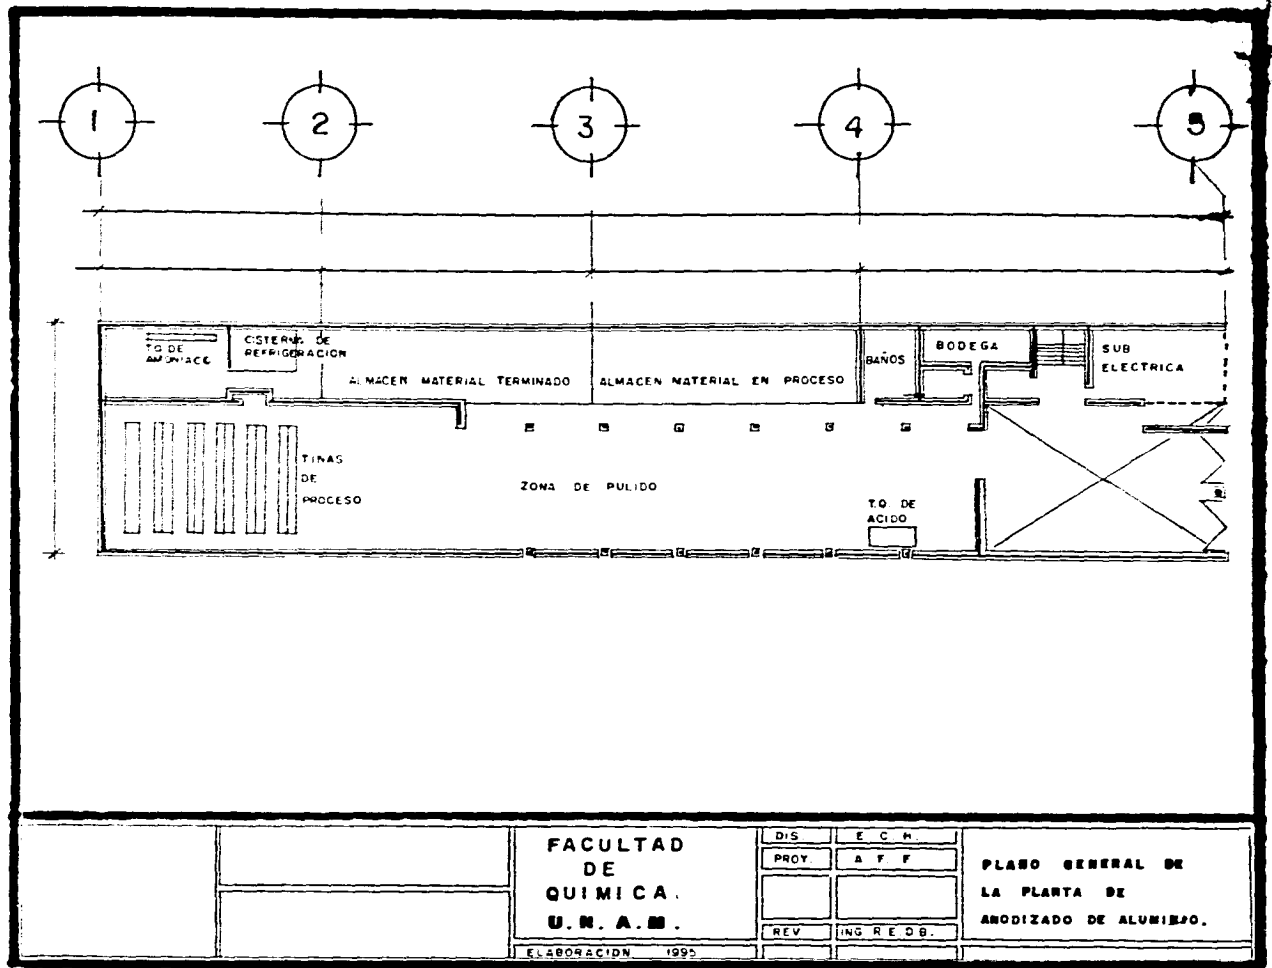 1 2 3 4 5
TQ DE
AMONIACO
CISTERNA DE
REFRIGERACION
ALMACEN MATERIAL TERMINADO
ALMACEN MATERIAL EN PROCESO
BAÑOS
BODEGA
SUB
ELECTRICA
TINAS
DE
PROCESO
ZONA DE PULIDO
T.Q. DE
ACIDO
FACULTAD
DE
QUIMICA.
U.N.A.M.
ELABORACION 1995
DIS. E. C. H.
PROY. A. F. F.
REV. ING R.E.D.B.
PLANO GENERAL DE
LA PLANTA DE
ANODIZADO DE ALUMINIO.